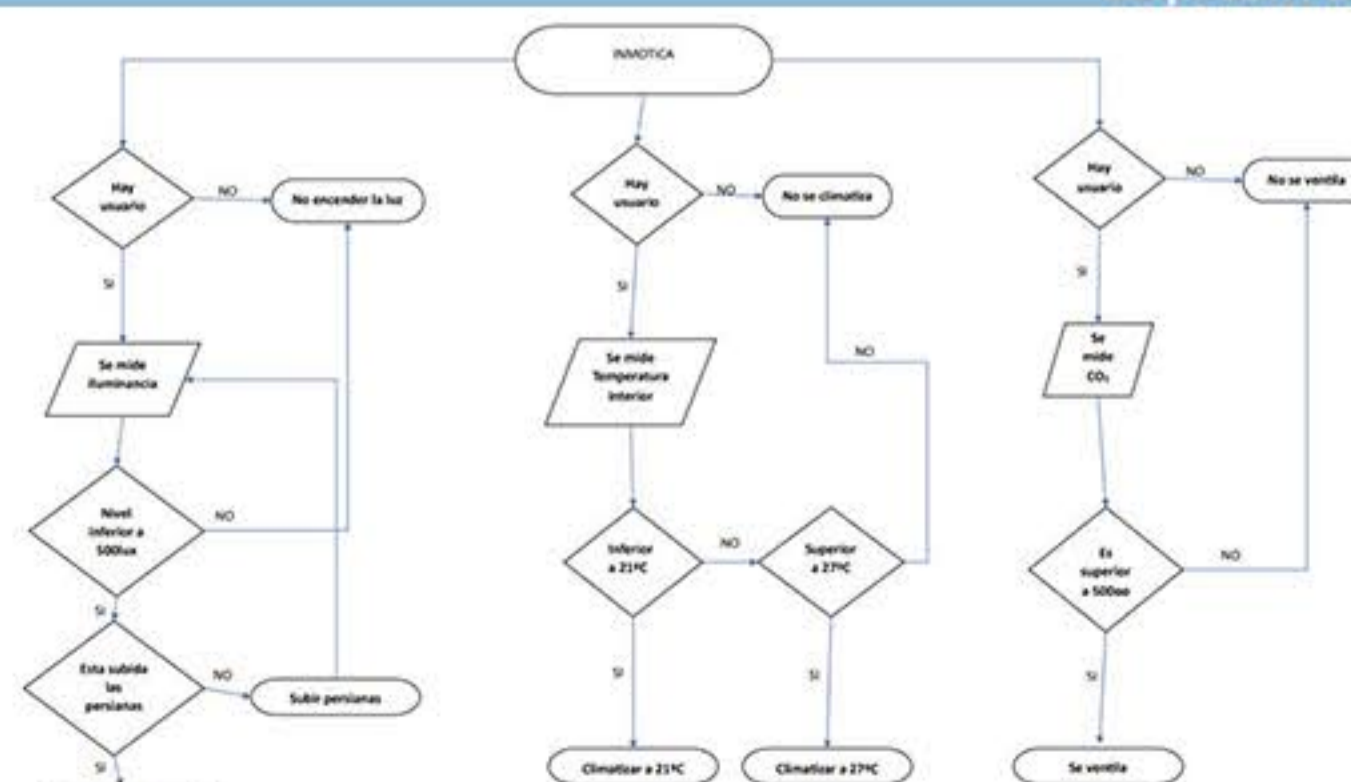 INMOTICA
Hay
usuario
NO
No encender la luz
SI
Se mide
iluminancia
Nivel
inferior a
500lux
NO
SI
Esta subida
las
persianas
NO
Subir persianas
SI
Hay
usuario
NO
No se climatiza
SI
Se mide
Temperatura
interior
Inferior
a 21ºC
NO
Superior
a 27ºC
NO
SI
SI
Climatizar a 21ºC
Climatizar a 27ºC
Hay
usuario
NO
No se ventila
SI
Se
mide
CO₂
Es
superior
a
NO
SI
Se ventila